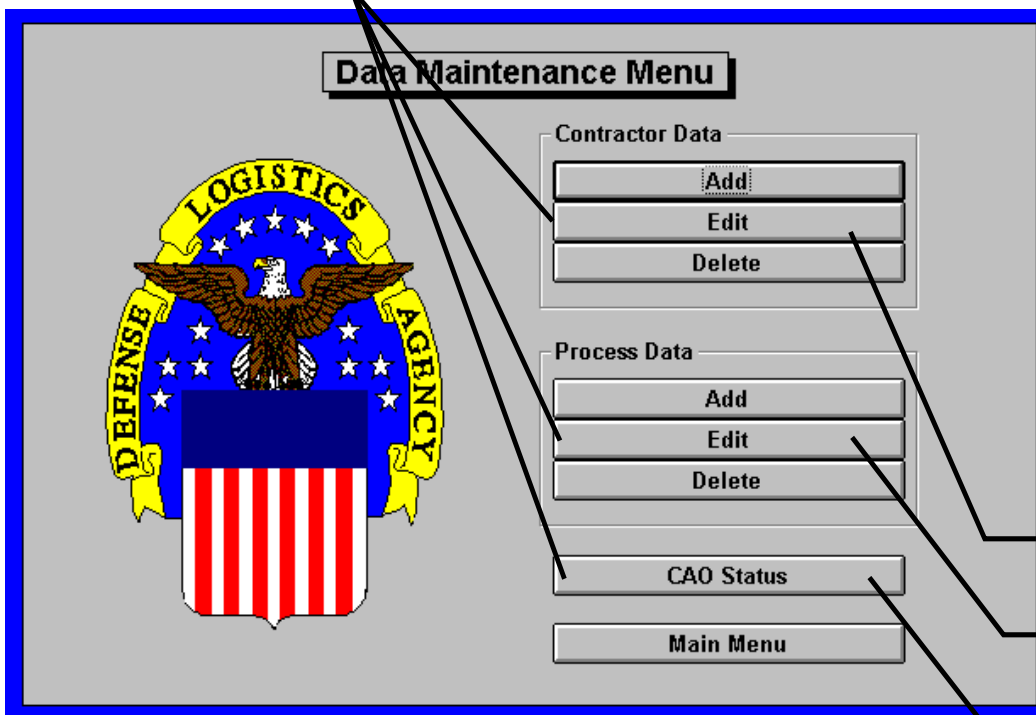 Data Maintenance Menu
Contractor Data
Add
Edit
Delete
DEFENSE LOGISTICS AGENCY
Process Data
Add
Edit
Delete
CAO Status
Main Menu